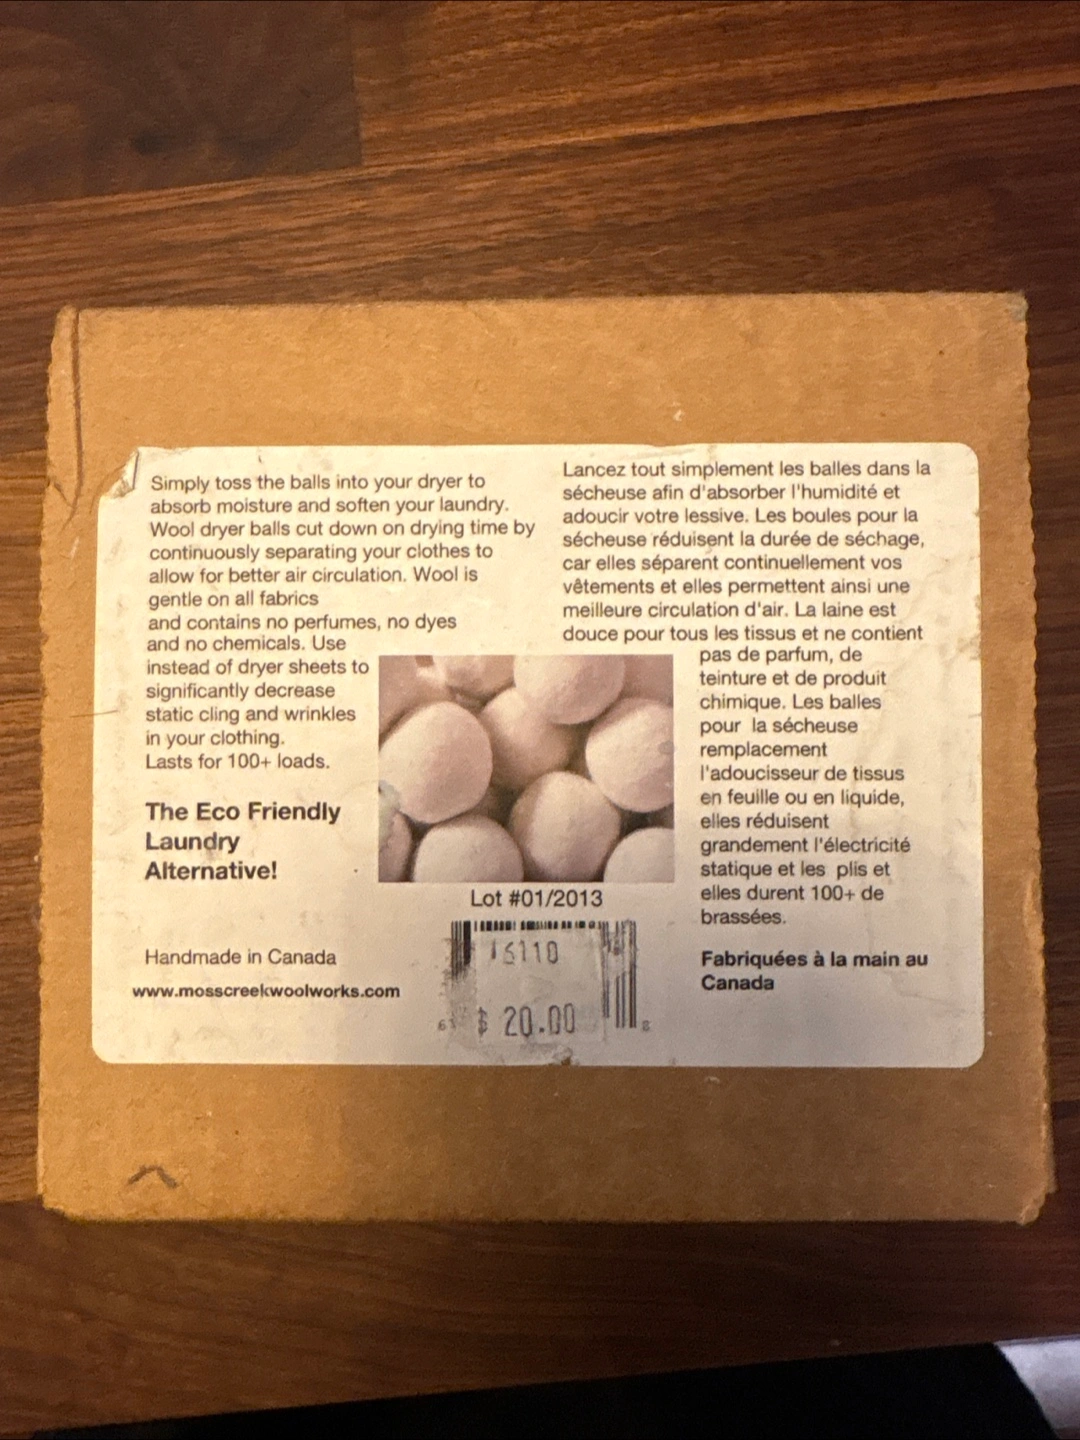 Simply toss the balls into your dryer to
absorb moisture and soften your laundry.
Wool dryer balls cut down on drying time by
continuously separating your clothes to
allow for better air circulation. Wool is
gentle on all fabrics
and contains no perfumes, no dyes
and no chemicals. Use
instead of dryer sheets to
significantly decrease
static cling and wrinkles
in your clothing.
Lasts for 100+ loads.
The Eco Friendly
Laundry
Alternative!
Handmade in Canada
www.mosscreekwoolworks.com
Lancez tout simplement les balles dans la
sécheuse afin d'absorber l'humidité et
adoucir votre lessive. Les boules pour la
sécheuse réduisent la durée de séchage,
car elles séparent continuellement vos
vêtements et elles permettent ainsi une
meilleure circulation d'air. La laine est
douce pour tous les tissus et ne contient
pas de parfum, de
teinture et de produit
chimique. Les balles
pour la sécheuse
remplacement
l'adoucisseur de tissus
en feuille ou en liquide,
elles réduisent
grandement l'électricité
statique et les plis et
elles durent 100+ de
brassées.
Fabriquées à la main au
Canada
Lot #01/2013
$ 20.00